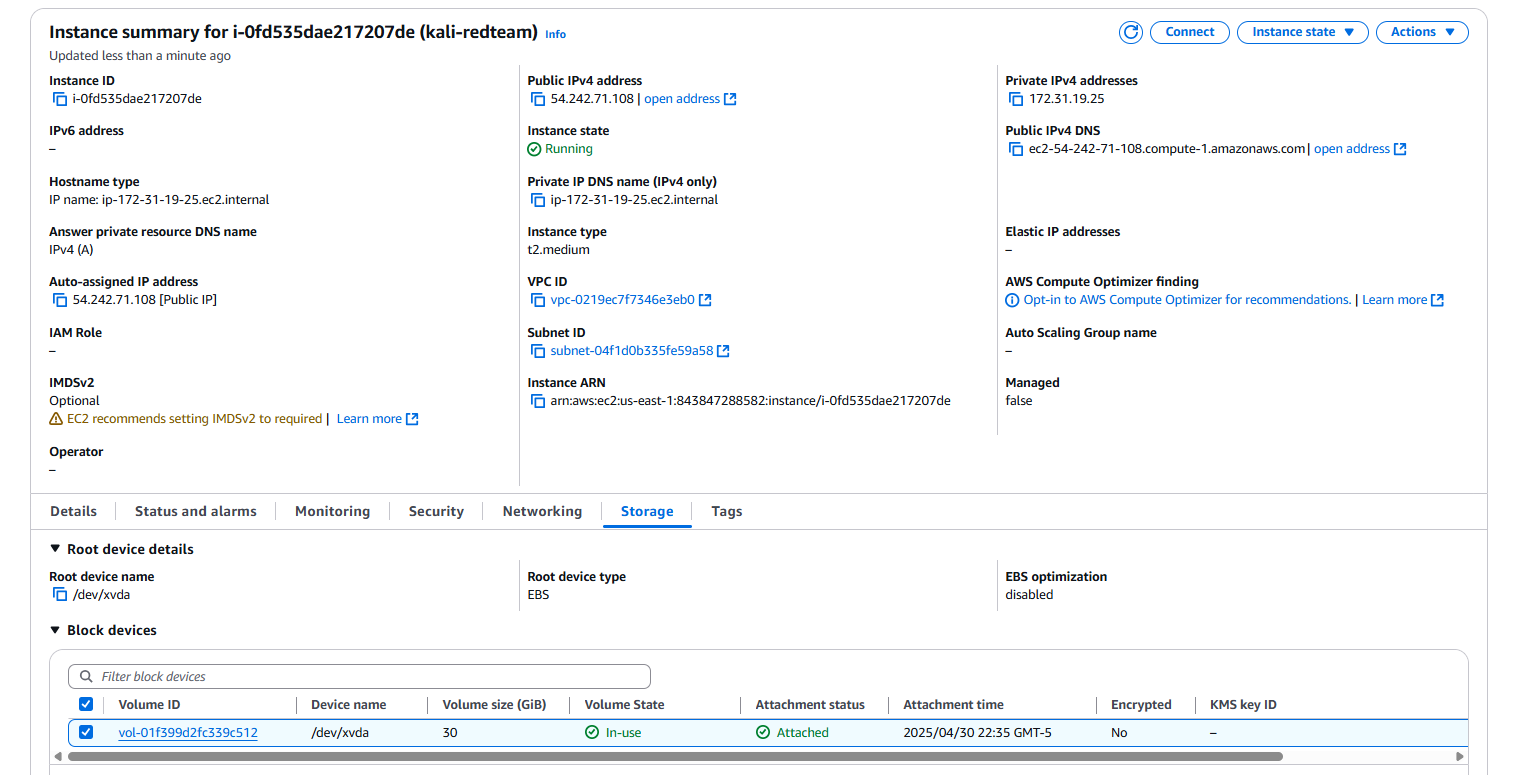 Instance summary for i-0fd535dae217207de (kali-redteam) Info
Connect
Instance state
Actions
Updated less than a minute ago
Instance ID
i-0fd535dae217207de
Public IPv4 address
54.242.71.108 | open address
Private IPv4 addresses
172.31.19.25
IPv6 address
–
Instance state
Running
Public IPv4 DNS
ec2-54-242-71-108.compute-1.amazonaws.com | open address
Hostname type
IP name: ip-172-31-19-25.ec2.internal
Private IP DNS name (IPv4 only)
ip-172-31-19-25.ec2.internal
Answer private resource DNS name
IPv4 (A)
Instance type
t2.medium
Elastic IP addresses
–
Auto-assigned IP address
54.242.71.108 [Public IP]
VPC ID
vpc-0219ec7f7346e3eb0
AWS Compute Optimizer finding
Opt-in to AWS Compute Optimizer for recommendations. | Learn more
IAM Role
–
Subnet ID
subnet-04f1d0b335fe59a58
Auto Scaling Group name
–
IMDSv2
Optional
EC2 recommends setting IMDSv2 to required | Learn more
Instance ARN
arn:aws:ec2:us-east-1:843847288582:instance/i-0fd535dae217207de
Managed
false
Operator
–
Details
Status and alarms
Monitoring
Security
Networking
Storage
Tags
Root device details
Root device name
/dev/xvda
Root device type
EBS
EBS optimization
disabled
Block devices
Filter block devices
Volume ID
Device name
Volume size (GiB)
Volume State
Attachment status
Attachment time
Encrypted
KMS key ID
vol-01f399d2fc339c512
/dev/xvda
30
In-use
Attached
2025/04/30 22:35 GMT-5
No
–